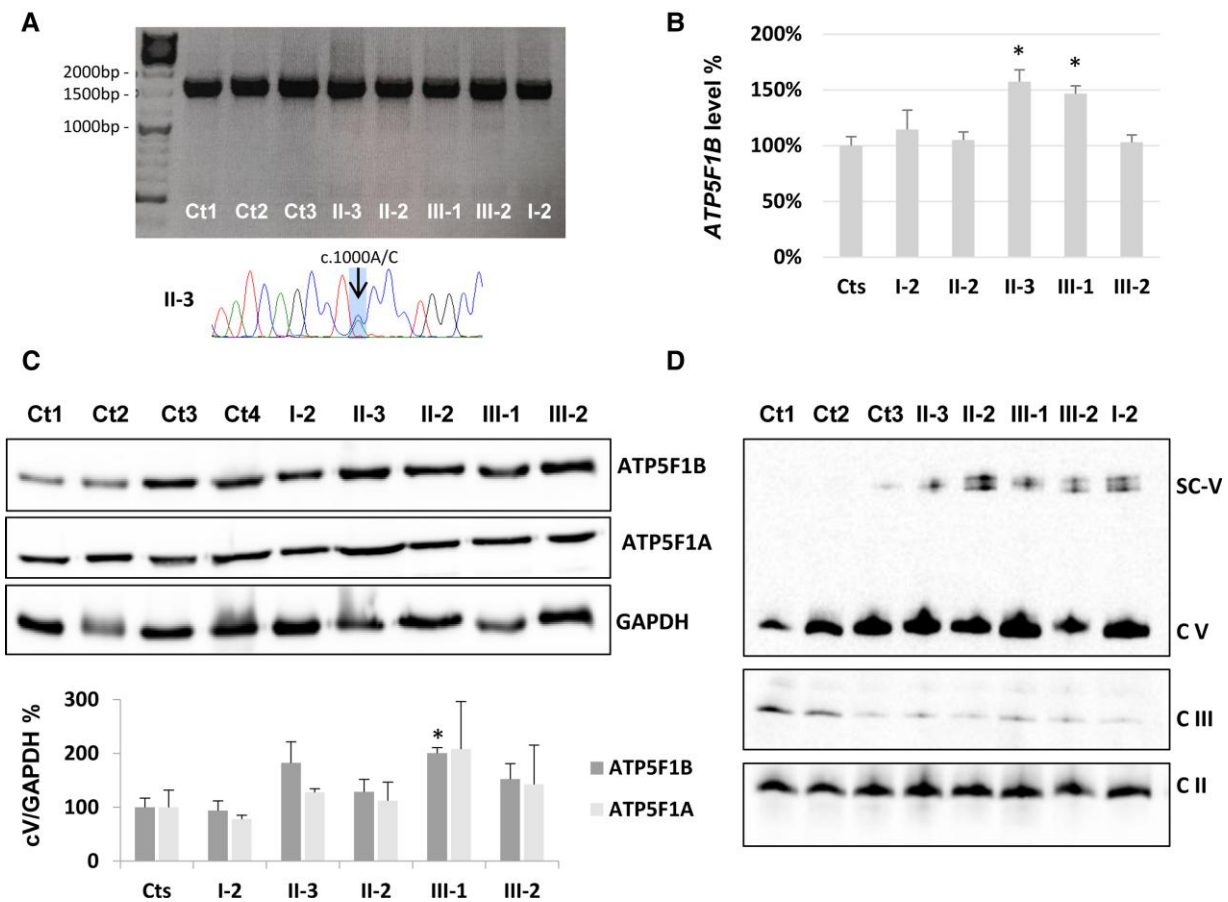 A
2000bp -
1500bp -
1000bp -
Ct1 Ct2 Ct3 II-3 II-2 III-1 III-2 I-2
c.1000A/C
II-3
B
ATP5F1B level %
200%
150%
100%
50%
0%
* *
Cts I-2 II-2 II-3 III-1 III-2
C
Ct1 Ct2 Ct3 Ct4 I-2 II-3 II-2 III-1 III-2
ATP5F1B
ATP5F1A
GAPDH
cV/GAPDH %
300
200
100
0
*
ATP5F1B
ATP5F1A
Cts I-2 II-3 II-2 III-1 III-2
D
Ct1 Ct2 Ct3 II-3 II-2 III-1 III-2 I-2
SC-V
C V
C III
C II